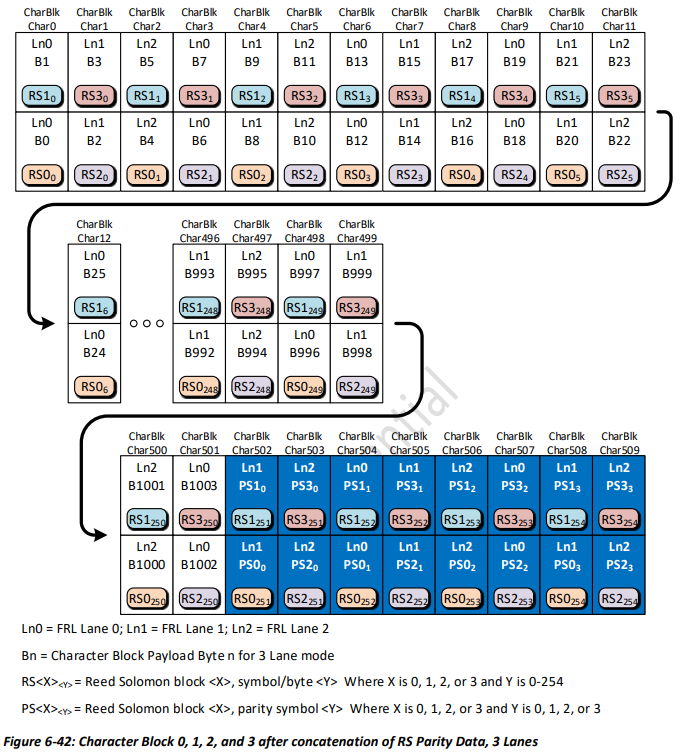 CharBlk CharBlk CharBlk CharBlk CharBlk CharBlk CharBlk CharBlk CharBlk CharBlk CharBlk CharBlk
Char0 Char1 Char2 Char3 Char4 Char5 Char6 Char7 Char8 Char9 Char10 Char11
Ln0 Ln1 Ln2 Ln0 Ln1 Ln2 Ln0 Ln1 Ln2 Ln0 Ln1 Ln2
B1 B3 B5 B7 B9 B11 B13 B15 B17 B19 B21 B23
RS1₀ RS3₀ RS1₁ RS3₁ RS1₂ RS3₂ RS1₃ RS3₃ RS1₄ RS3₄ RS1₅ RS3₅
Ln0 Ln1 Ln2 Ln0 Ln1 Ln2 Ln0 Ln1 Ln2 Ln0 Ln1 Ln2
B0 B2 B4 B6 B8 B10 B12 B14 B16 B18 B20 B22
RS0₀ RS2₀ RS0₁ RS2₁ RS0₂ RS2₂ RS0₃ RS2₃ RS0₄ RS2₄ RS0₅ RS2₅
CharBlk CharBlk CharBlk CharBlk CharBlk
Char12 Char496 Char497 Char498 Char499
Ln0 Ln1 Ln2 Ln0 Ln1
B25 B993 B995 B997 B999
RS1₆ RS1₂₄₈ RS3₂₄₈ RS1₂₄₉ RS3₂₄₉
Ln0 Ln1 Ln2 Ln0 Ln1
B24 B992 B994 B996 B998
RS0₆ RS0₂₄₈ RS2₂₄₈ RS0₂₄₉ RS2₂₄₉
ntial
CharBlk CharBlk CharBlk CharBlk CharBlk CharBlk CharBlk CharBlk CharBlk CharBlk
Char500 Char501 Char502 Char503 Char504 Char505 Char506 Char507 Char508 Char509
Ln2 Ln0 Ln1 Ln2 Ln0 Ln1 Ln2 Ln0 Ln1 Ln2
B1001 B1003 PS1₀ PS3₀ PS1₁ PS3₁ PS1₂ PS3₂ PS1₃ PS3₃
RS1₂₅₀ RS3₂₅₀ RS1₂₅₁ RS3₂₅₁ RS1₂₅₂ RS3₂₅₂ RS1₂₅₃ RS3₂₅₃ RS1₂₅₄ RS3₂₅₄
Ln2 Ln0 Ln1 Ln2 Ln0 Ln1 Ln2 Ln0 Ln1 Ln2
B1000 B1002 PS0₀ PS2₀ PS0₁ PS2₁ PS0₂ PS2₂ PS0₃ PS2₃
RS0₂₅₀ RS2₂₅₀ RS0₂₅₁ RS2₂₅₁ RS0₂₅₂ RS2₂₅₂ RS0₂₅₃ RS2₂₅₃ RS0₂₅₄ RS2₂₅₄
Ln0 = FRL Lane 0; Ln1 = FRL Lane 1; Ln2 = FRL Lane 2
Bn = Character Block Payload Byte n for 3 Lane mode
RS<X><Y> = Reed Solomon block <X>, symbol/byte <Y> Where X is 0, 1, 2, or 3 and Y is 0-254
PS<X><Y> = Reed Solomon block <X>, parity symbol <Y> Where X is 0, 1, 2, or 3 and Y is 0, 1, 2, or 3
Figure 6-42: Character Block 0, 1, 2, and 3 after concatenation of RS Parity Data, 3 Lanes